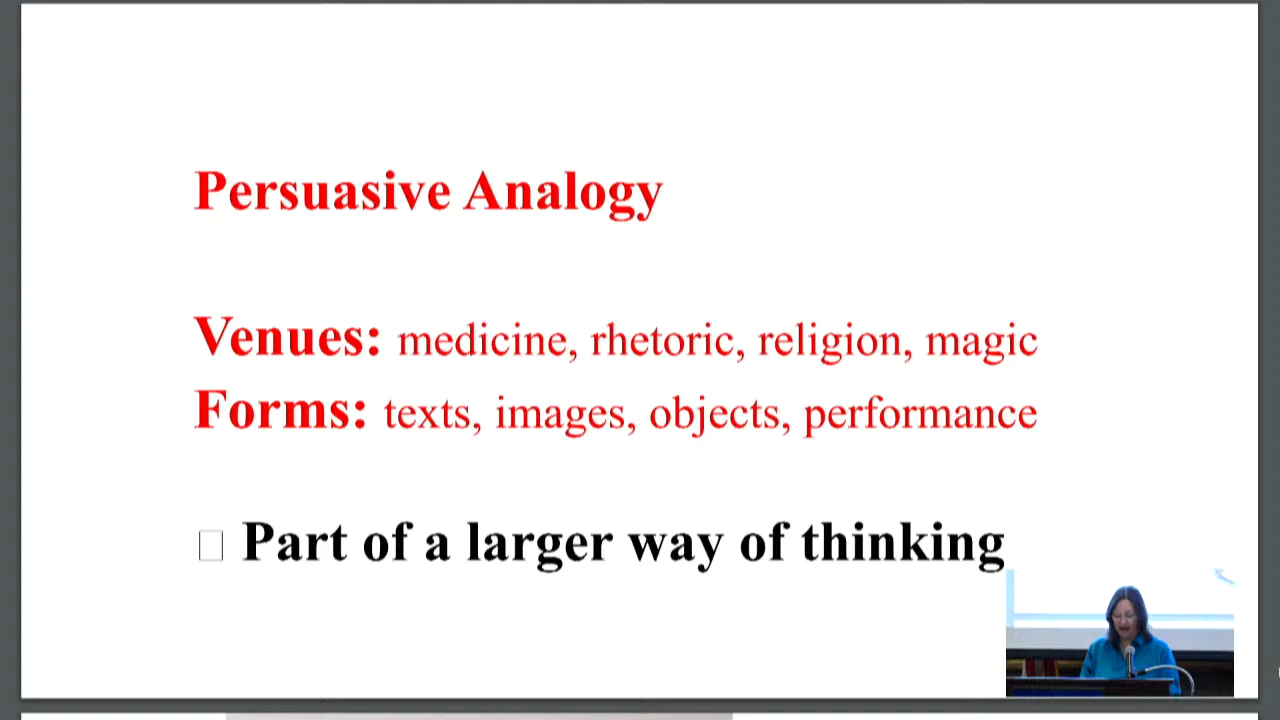 Persuasive Analogy
Venues: medicine, rhetoric, religion, magic
Forms: texts, images, objects, performance
□ Part of a larger way of thinking